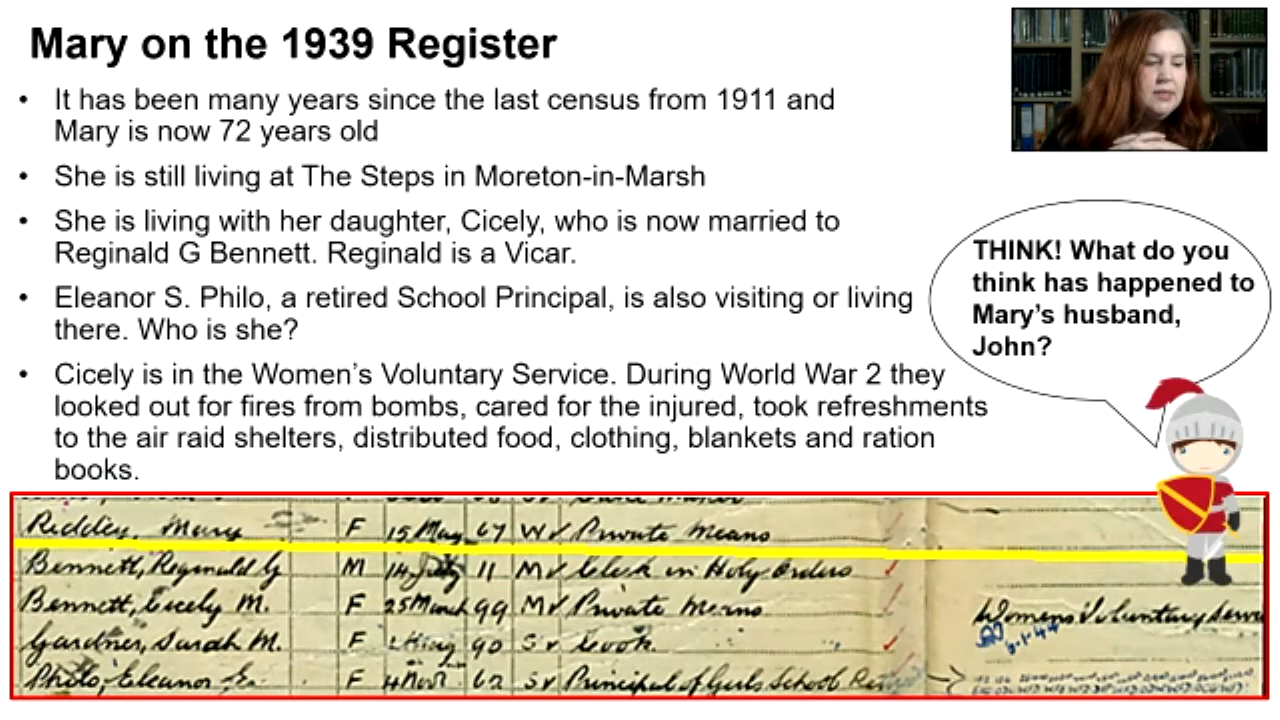 Mary on the 1939 Register
• It has been many years since the last census from 1911 and
Mary is now 72 years old
• She is still living at The Steps in Moreton-in-Marsh
• She is living with her daughter, Cicely, who is now married to
Reginald G Bennett. Reginald is a Vicar.
• Eleanor S. Philo, a retired School Principal, is also visiting or living
there. Who is she?
• Cicely is in the Women's Voluntary Service. During World War 2 they
looked out for fires from bombs, cared for the injured, took refreshments
to the air raid shelters, distributed food, clothing, blankets and ration
books.
THINK! What do you
think has happened to
Mary's husband,
John?
Mary F 15 May 67 W Private Means
Bennett, Reginald G M 14 July 11 M Clerk in Holy Orders
Bennett, Cicely M. F 25 March 99 M Private Means
Womens Voluntary
Gardner, Sarah M. F 90 S Cook.
Philo, Eleanor F 4 Nov 62 S Principal of Girls School